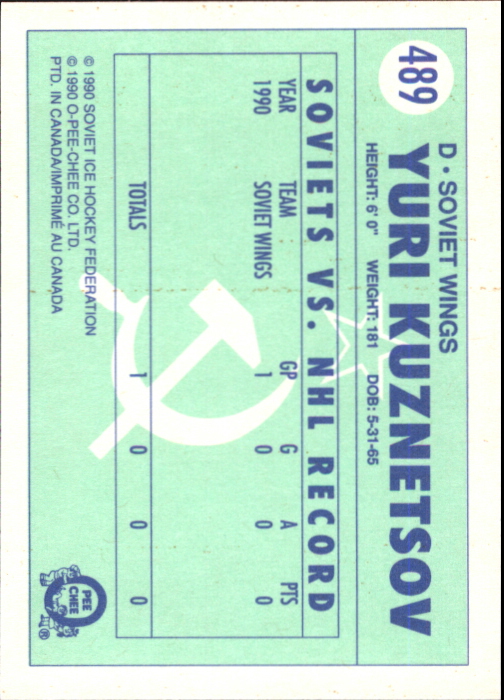 489
D • SOVIET WINGS
YURI KUZNETSOV
HEIGHT: 6' 0" WEIGHT: 181 DOB: 5-31-65
SOVIETS VS. NHL RECORD
YEAR TEAM GP G A PTS
1990 SOVIET WINGS 1 0 0 0
TOTALS 1 0 0 0
© 1990 SOVIET ICE HOCKEY FEDERATION
© 1990 O-PEE-CHEE CO. LTD.
PTD. IN CANADA/IMPRIMÉ AU CANADA
O
PEE
CHEE
®